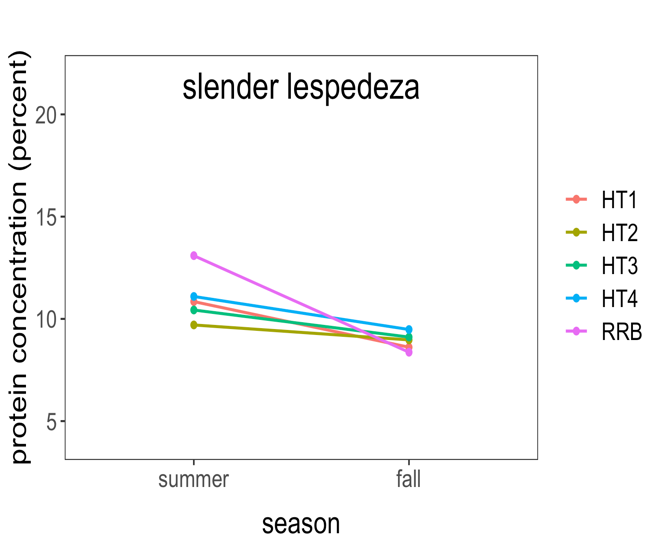 slender lespedeza
protein concentration (percent)
20
15
10
5
summer
fall
season
HT1
HT2
HT3
HT4
RRB